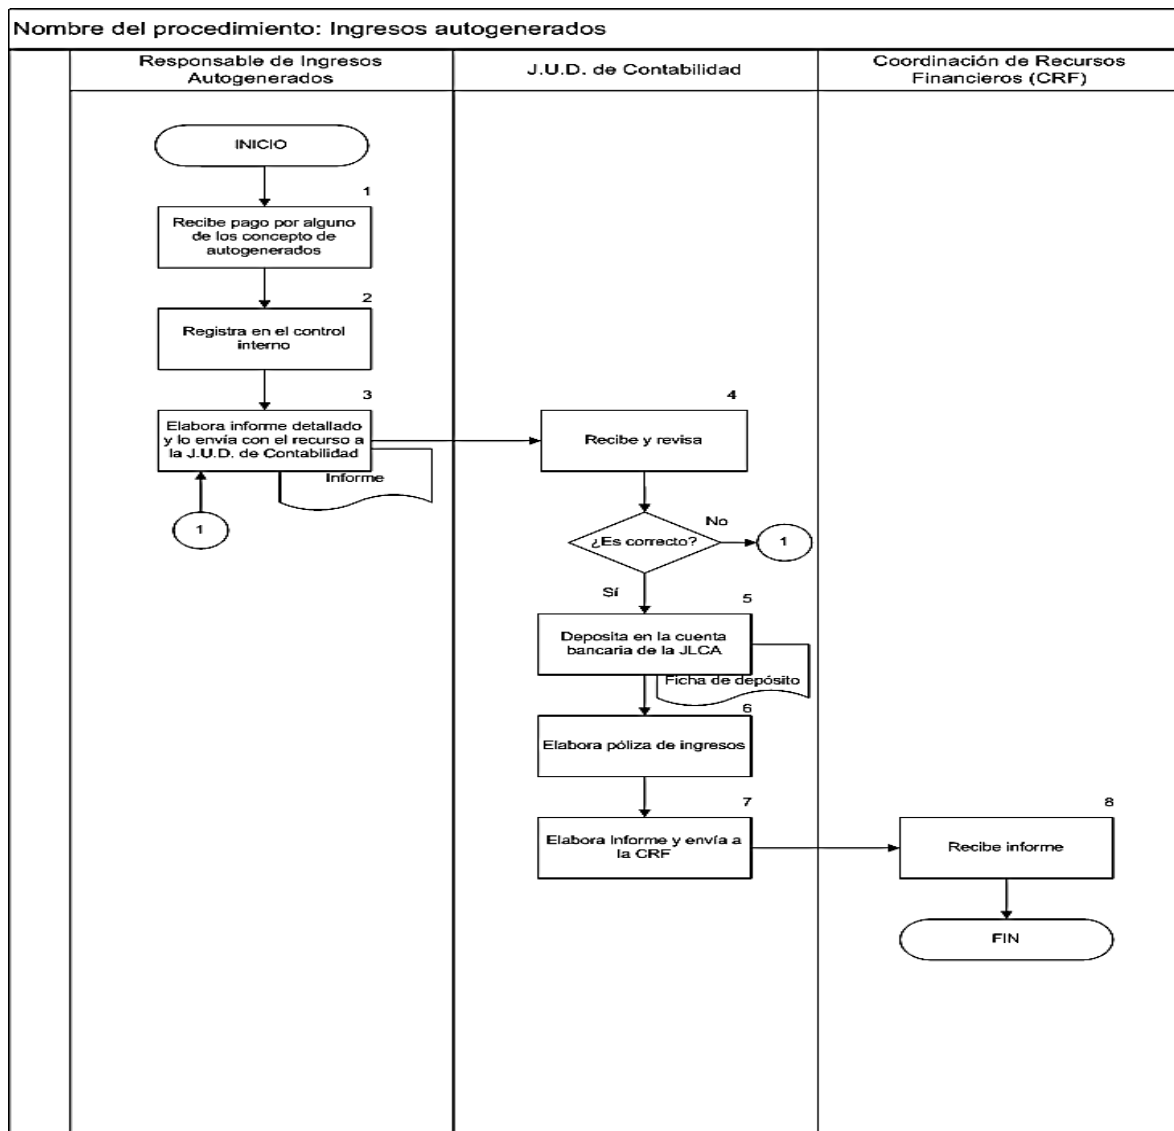 Nombre del procedimiento: Ingresos autogenerados
Responsable de Ingresos
Autogenerados
J.U.D. de Contabilidad
Coordinación de Recursos
Financieros (CRF)
INICIO
1
Recibe pago por alguno
de los concepto de
autogenerados
2
Registra en el control
interno
3
Elabora informe detallado
y lo envía con el recurso a
la J.U.D. de Contabilidad
Informe
1
4
Recibe y revisa
¿Es correcto?
No
1
Sí
5
Deposita en la cuenta
bancaria de la JLCA
Ficha de depósito
6
Elabora póliza de ingresos
7
Elabora Informe y envía a
la CRF
8
Recibe informe
FIN